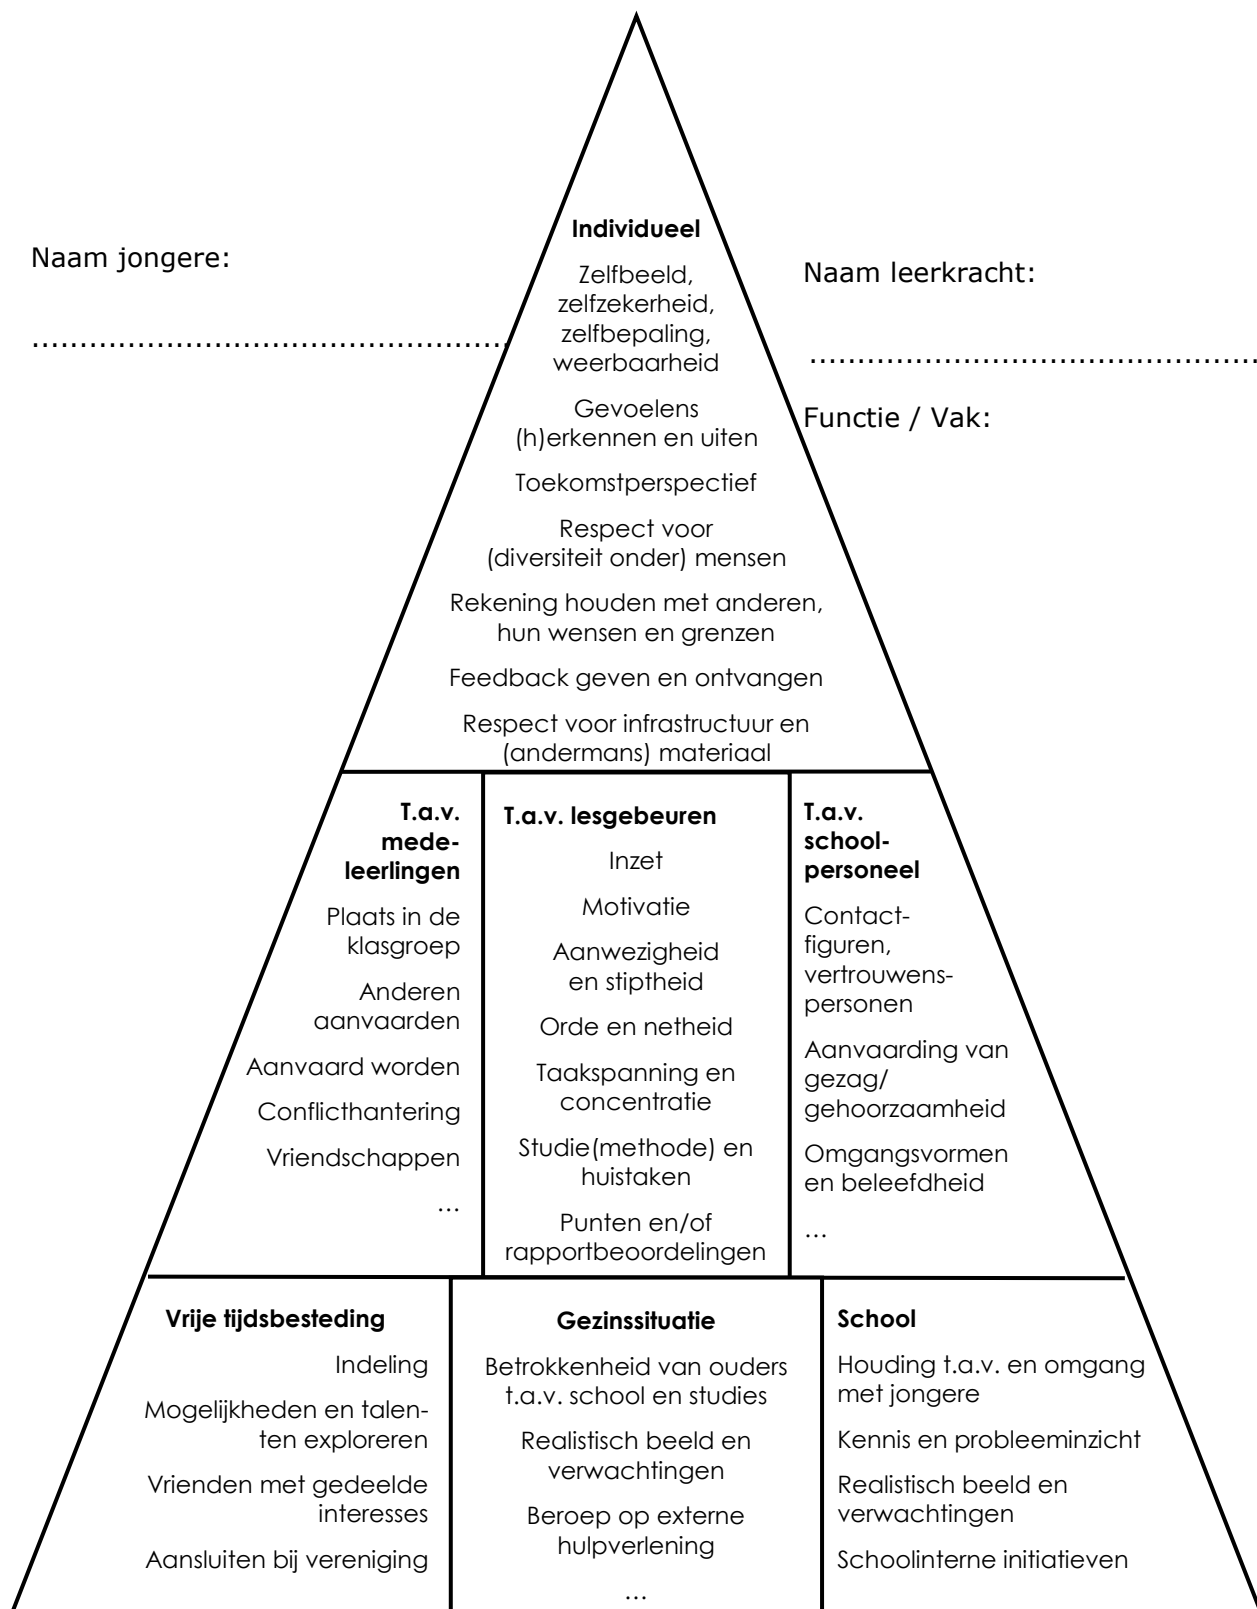 Individueel
Naam jongere:
Naam leerkracht:
Zelfbeeld,
zelfzekerheid,
zelfbepaling,
weerbaarheid
..................................................
...............................................
Functie / Vak:
Gevoelens
(h)erkennen en uiten
Toekomstperspectief
Respect voor
(diversiteit onder) mensen
Rekening houden met anderen,
hun wensen en grenzen
Feedback geven en ontvangen
Respect voor infrastructuur en
(andermans) materiaal
T.a.v.
mede-
leerlingen
Plaats in de
klasgroep
Anderen
aanvaarden
Aanvaard worden
Conflicthantering
Vriendschappen
...
T.a.v. lesgebeuren
Inzet
Motivatie
Aanwezigheid
en stiptheid
Orde en netheid
Taakspanning en
concentratie
Studie(methode) en
huistaken
Punten en/of
rapportbeoordelingen
T.a.v.
school-
personeel
Contact-
figuren,
vertrouwens-
personen
Aanvaarding van
gezag/
gehoorzaamheid
Omgangsvormen
en beleefdheid
...
Vrije tijdsbesteding
Indeling
Mogelijkheden en talen-
ten exploreren
Vrienden met gedeelde
interesses
Aansluiten bij vereniging
Gezinssituatie
Betrokkenheid van ouders
t.a.v. school en studies
Realistisch beeld en
verwachtingen
Beroep op externe
hulpverlening
...
School
Houding t.a.v. en omgang
met jongere
Kennis en probleeminzicht
Realistisch beeld en
verwachtingen
Schoolinterne initiatieven